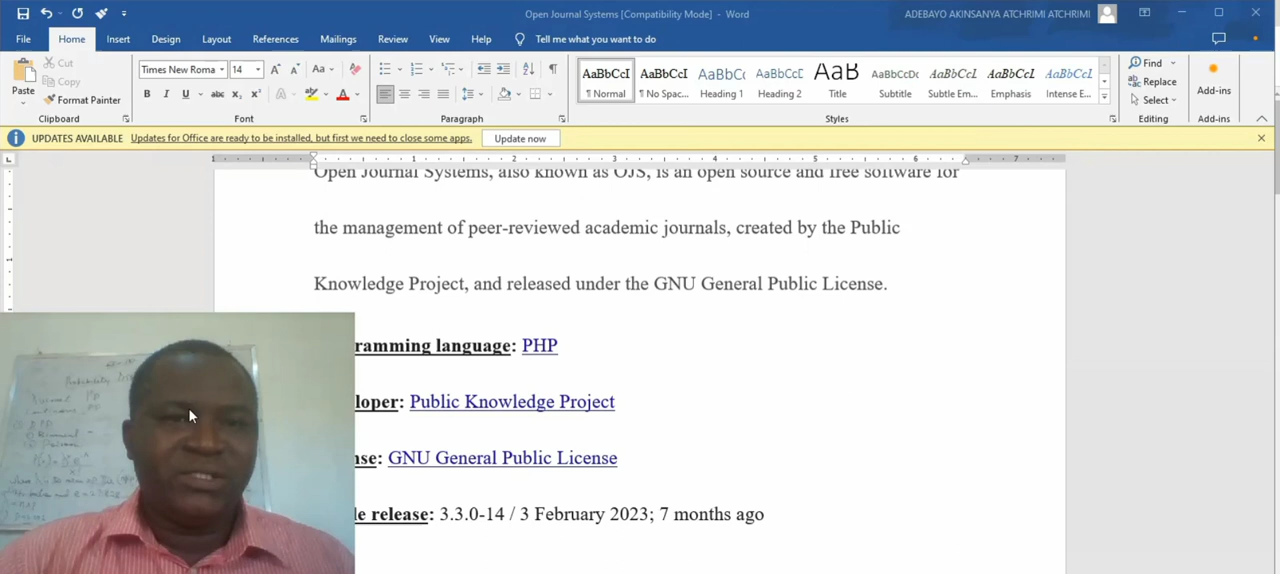 Open Journal Systems [Compatibility Mode] - Word
ADEBAYO AKINSANYA ATCHRIMI ATCHRIMI
File Home Insert Design Layout References Mailings Review View Help Tell me what you want to do
Paste
Cut
Copy
Format Painter
Clipboard
Times New Roma 14
Font
Paragraph
AaBbCcI AaBbCcI AaBbCc AaBbCcI AaB AaBbCcDc AaBbCcI AaBbCcI AaBbCcI
¶ Normal ¶ No Spac... Heading 1 Heading 2 Title Subtitle Subtle Em... Emphasis Intense E...
Styles
Find
Replace
Select
Editing
Add-ins
Add-ins
UPDATES AVAILABLE Updates for Office are ready to be installed, but first we need to close some apps. Update now
Open Journal Systems, also known as OJS, is an open source and free software for
the management of peer-reviewed academic journals, created by the Public
Knowledge Project, and released under the GNU General Public License.
ramming language: PHP
loper: Public Knowledge Project
nse: GNU General Public License
le release: 3.3.0-14 / 3 February 2023; 7 months ago
Probability